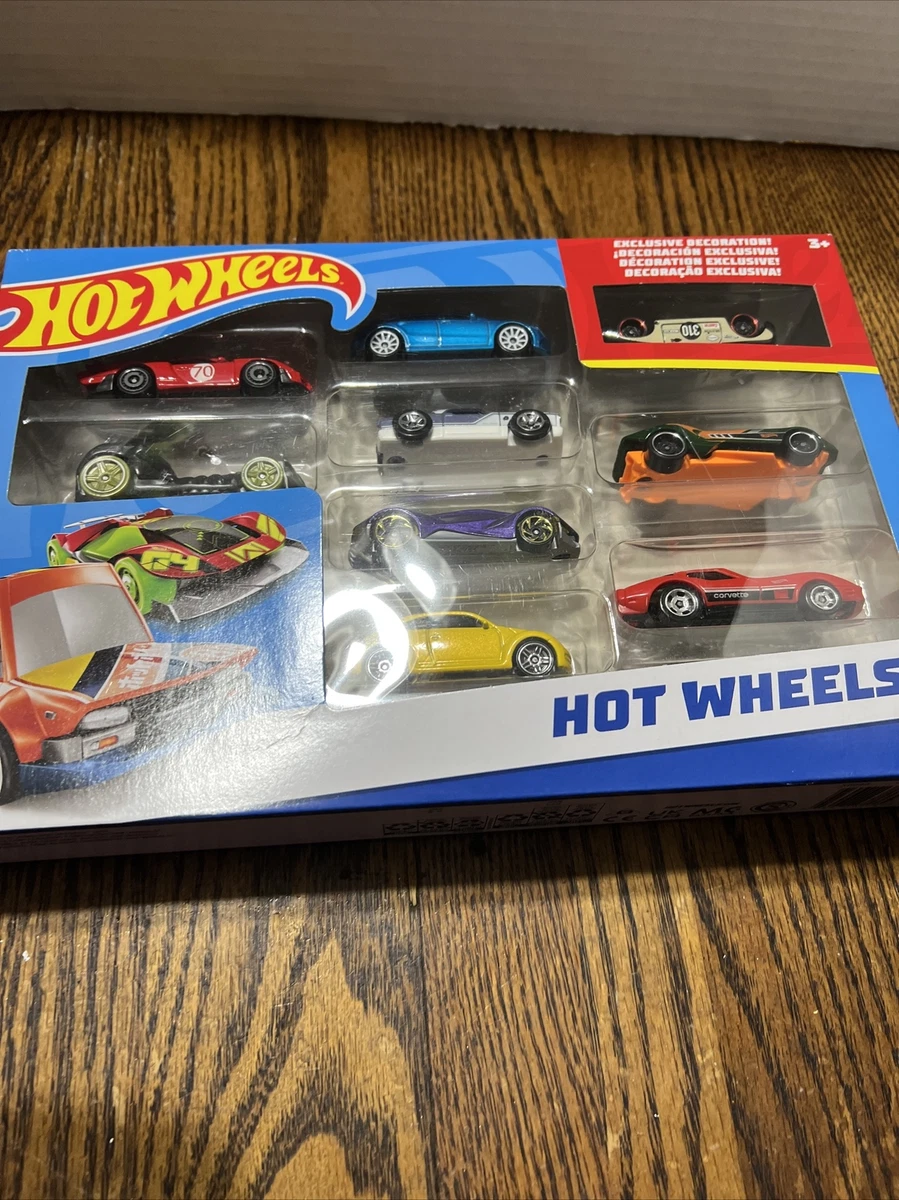 HOT WHEELS
EXCLUSIVE DECORATION!
¡DECORACIÓN EXCLUSIVA!
DÉCORATION EXCLUSIVE!
DECORAÇÃO EXCLUSIVA!
3+
70
310
corvette
HOT WHEELS